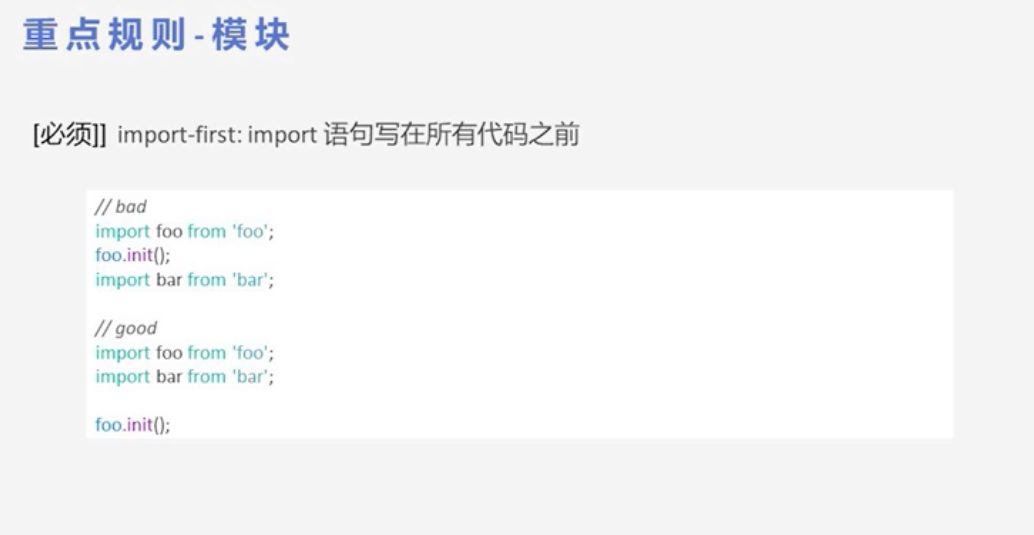 重点规则-模块
[必须]] import-first: import 语句写在所有代码之前
// bad
import foo from 'foo';
foo.init();
import bar from 'bar';
// good
import foo from 'foo';
import bar from 'bar';
foo.init();